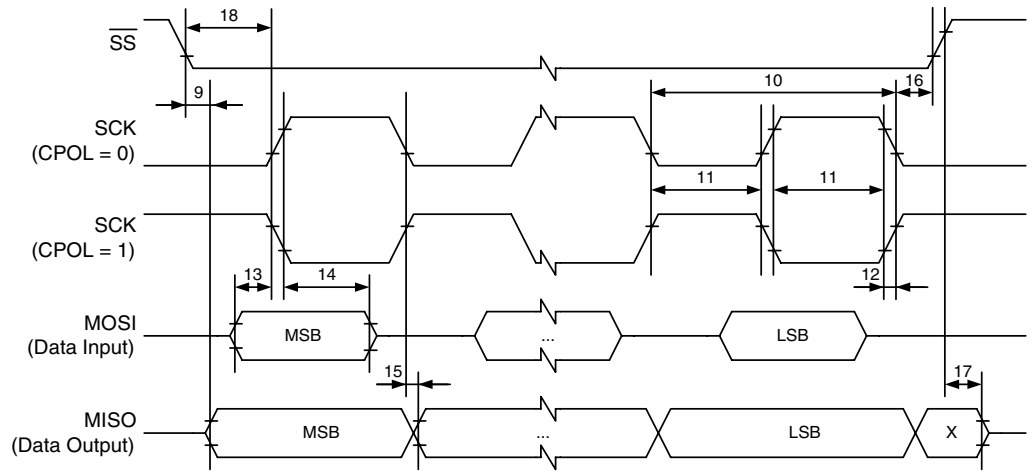 18
SS
10
9
16
SCK
(CPOL = 0)
11
11
SCK
(CPOL = 1)
13
14
12
MOSI
(Data Input)
MSB
...
LSB
15
17
MISO
(Data Output)
MSB
...
LSB
X